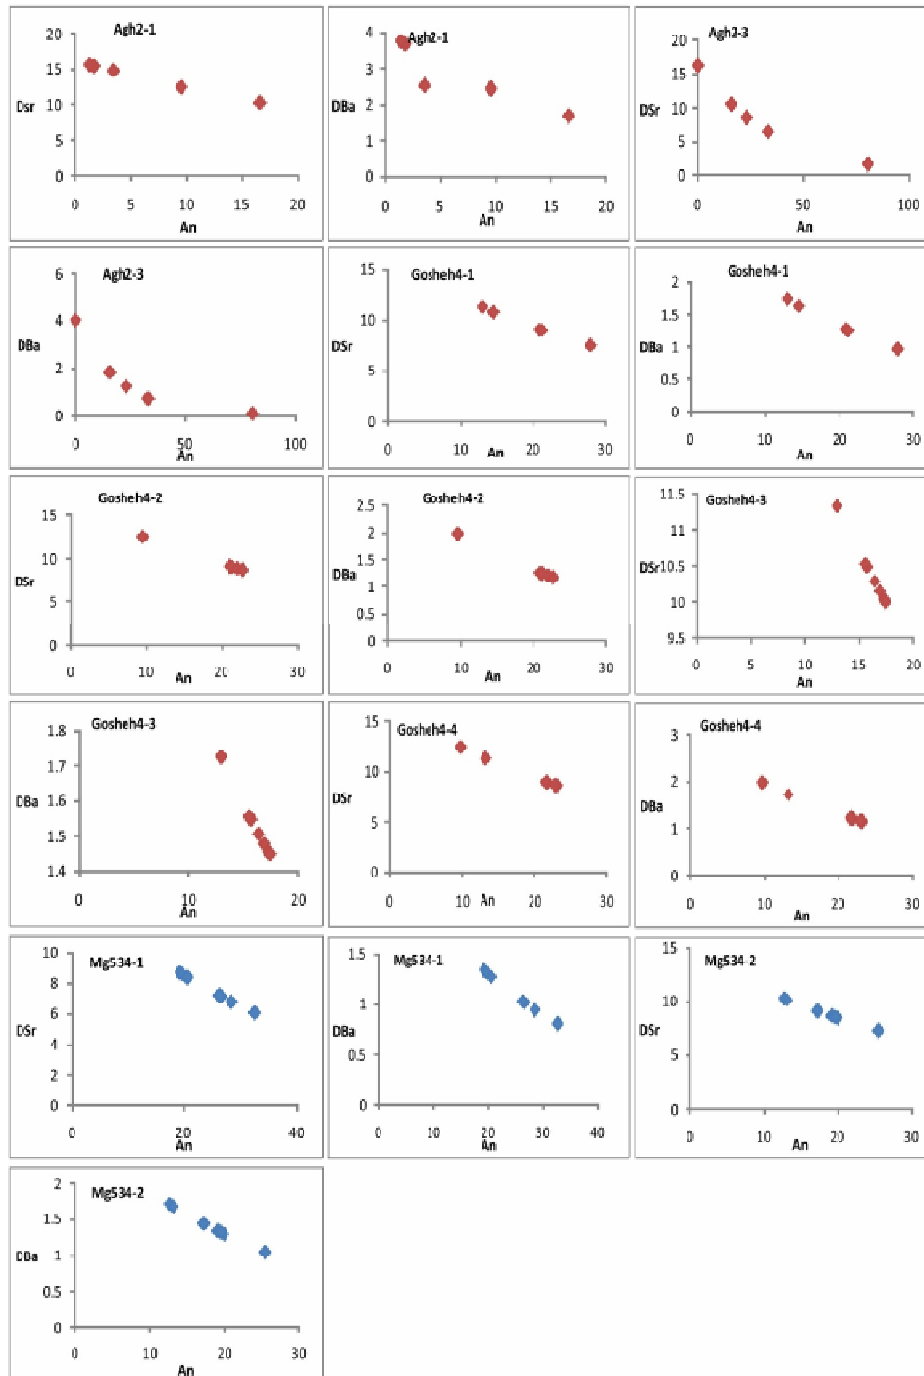 Agh2-1
20
15
Dsr
10
5
0
0 5 10 15 20
An
Agh2-1
4
3
DBa
2
1
0
0 5 10 15 20
An
Agh2-3
20
15
DSr
10
5
0
0 50 100
An
Agh2-3
6
4
DBa
2
0
0 50 100
An
Gosheh4-1
15
10
DSr
5
0
0 10 20 30
An
Gosheh4-1
2
1.5
DBa
1
0.5
0
0 10 20 30
An
Gosheh4-2
15
10
DSr
5
0
0 10 20 30
An
Gosheh4-2
2.5
2
1.5
DBa
1
0.5
0
0 10 20 30
An
Gosheh4-3
11.5
11
10.5
DSr
10
9.5
0 5 10 15 20
An
Gosheh4-3
1.8
1.7
DBa
1.6
1.5
1.4
0 10 20
An
Gosheh4-4
15
10
DSr
5
0
0 10 20 30
An
Gosheh4-4
3
2
DBa
1
0
0 10 20 30
An
Mg534-1
10
8
6
DSr
4
2
0
0 20 40
An
Mg534-1
1.5
1
DBa
0.5
0
0 10 20 30 40
An
Mg534-2
15
10
DSr
5
0
0 10 20 30
An
Mg534-2
2
1.5
DBa
1
0.5
0
0 10 20 30
An